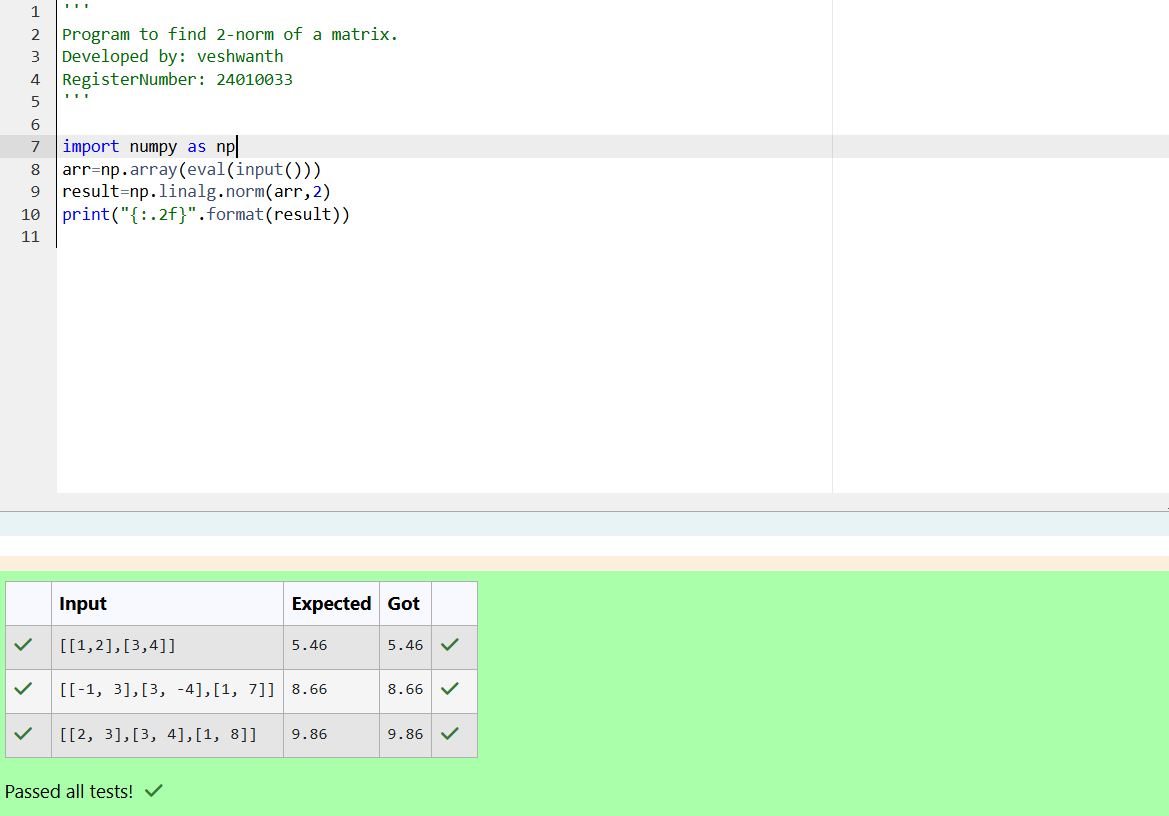 1 '''
2 Program to find 2-norm of a matrix.
3 Developed by: veshwanth
4 RegisterNumber: 24010033
5 '''
6
7 import numpy as np
8 arr=np.array(eval(input()))
9 result=np.linalg.norm(arr,2)
10 print("{:.2f}".format(result))
11
Input Expected Got
[[1,2],[3,4]] 5.46 5.46
[[-1, 3],[3, -4],[1, 7]] 8.66 8.66
[[2, 3],[3, 4],[1, 8]] 9.86 9.86
Passed all tests!